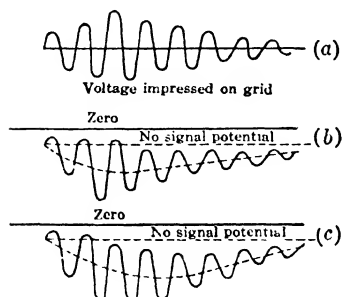 (a)
Voltage impressed on grid
Zero
No signal potential (b)
Zero
No signal potential (c)